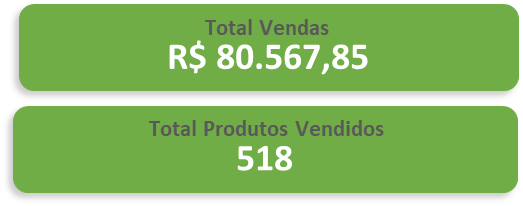 Total Vendas
R$ 80.567,85
Total Produtos Vendidos
518